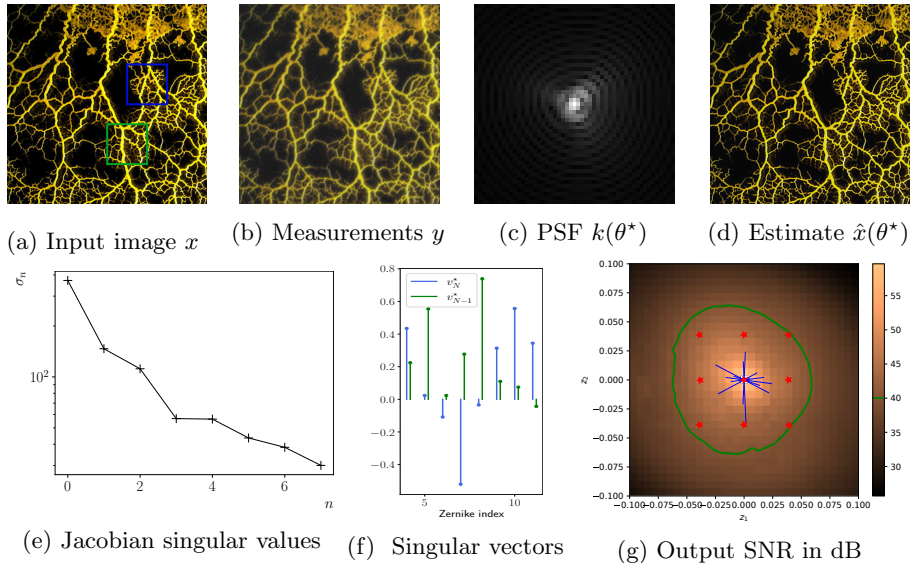 (a) Input image x
(b) Measurements y
(c) PSF k(θ⋆)
(d) Estimate x̂(θ⋆)
σₙ
10²
0 2 4 6
n
(e) Jacobian singular values
v⋆_N
v⋆_{N−1}
0.8
0.6
0.4
0.2
0.0
−0.2
−0.4
5 10
Zernike index
(f) Singular vectors
0.100
0.075
0.050
0.025
0.000
−0.025
−0.050
−0.075
−0.100
z₂
−0.100 −0.075 −0.050 −0.025 0.000 0.025 0.050 0.075 0.100
z₁
55
50
45
40
35
30
(g) Output SNR in dB